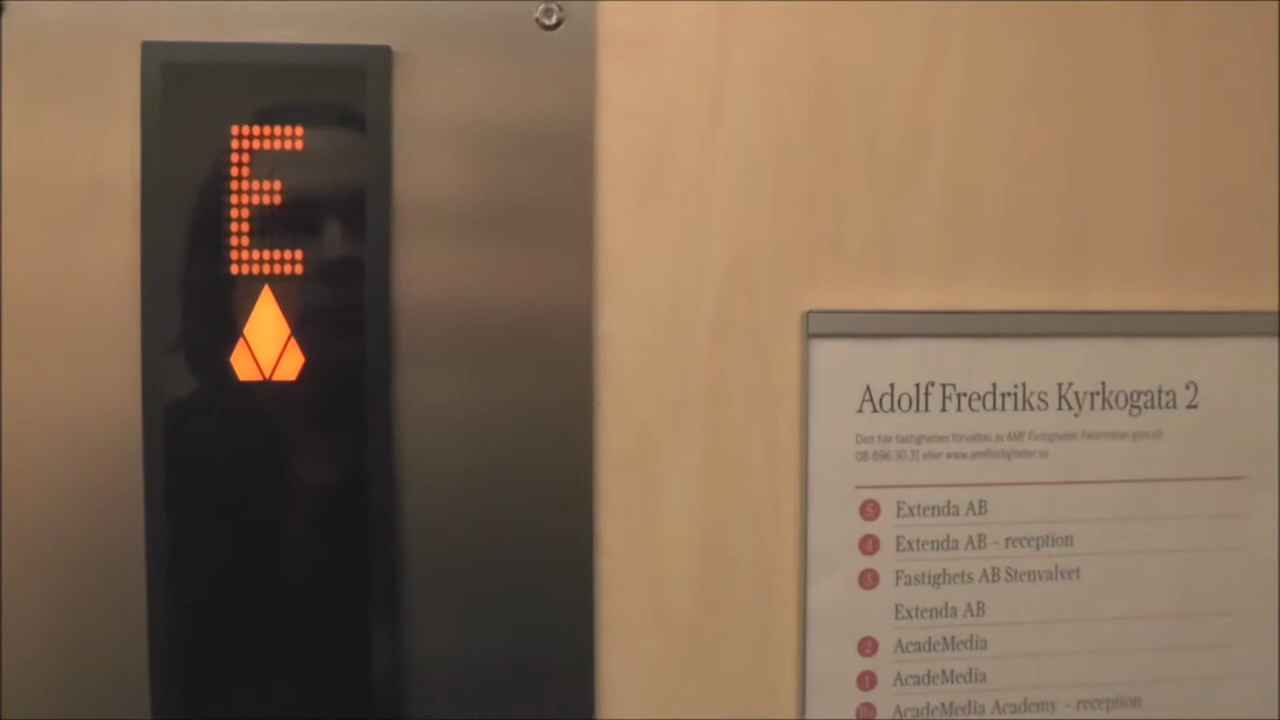 E
Adolf Fredriks Kyrkogata 2
Den här fastigheten förvaltas av AMF Fastigheter. Felanmälan görs på
08-696 30 31 eller www.amffastigheter.se
5 Extenda AB
4 Extenda AB – reception
3 Fastighets AB Stenvalvet
Extenda AB
2 AcadeMedia
1 AcadeMedia
AcadeMedia Academy – reception